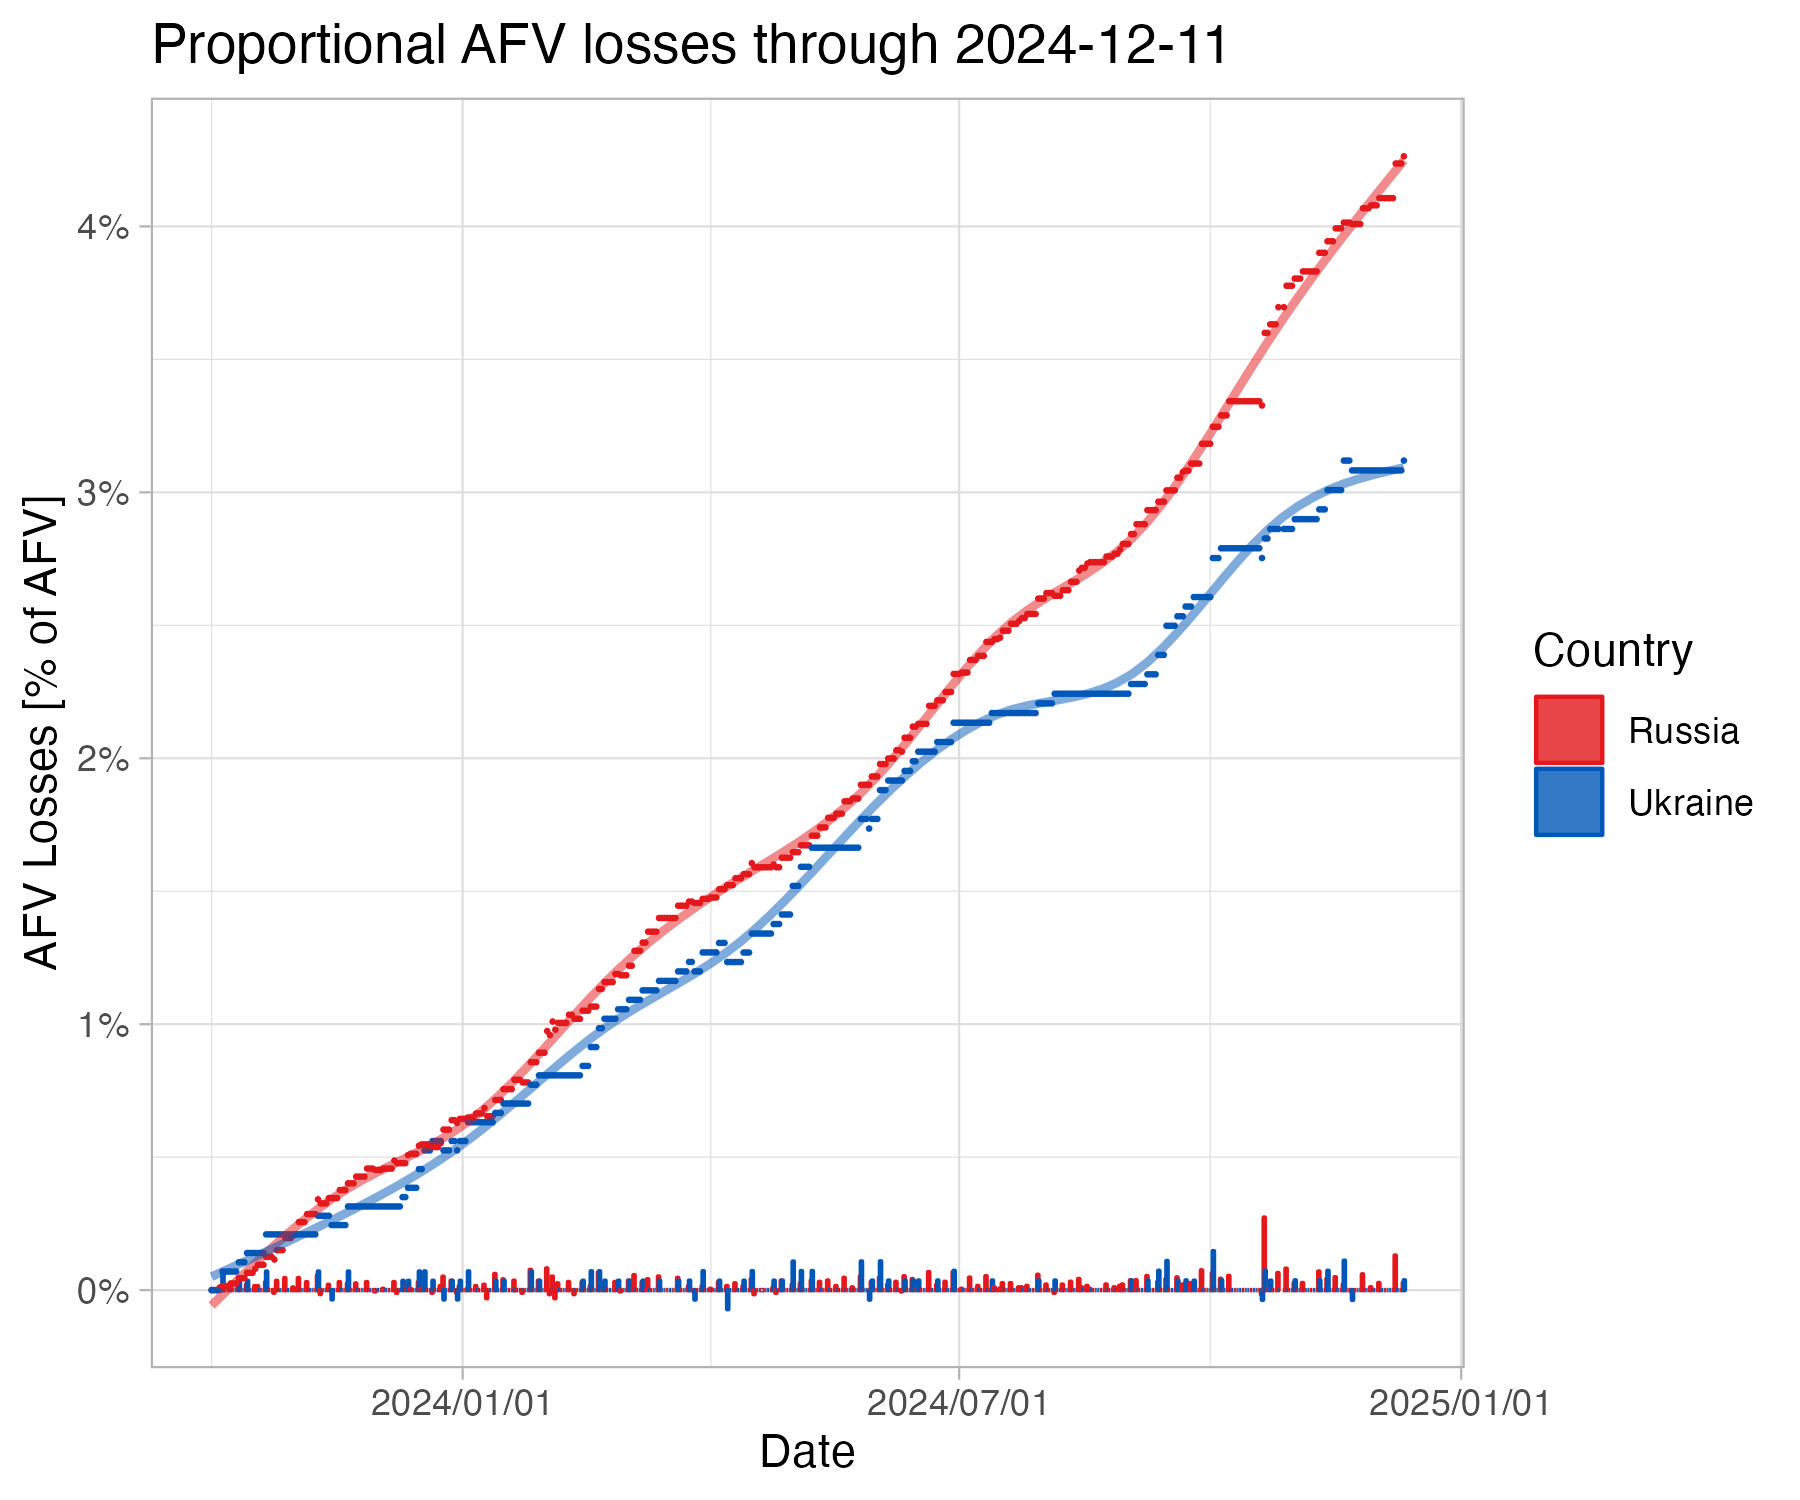 Proportional AFV losses through 2024-12-11
AFV Losses [% of AFV]
4%
3%
2%
1%
0%
2024/01/01
2024/07/01
2025/01/01
Date
Country
Russia
Ukraine